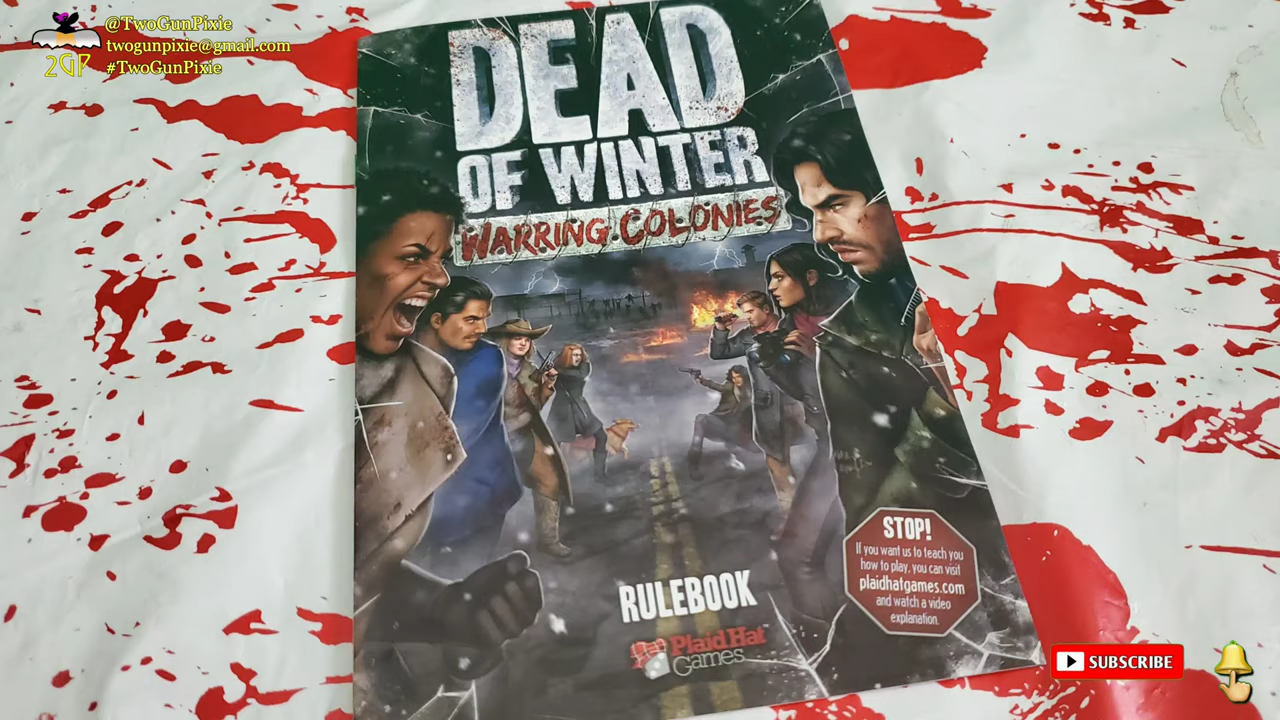 @TwoGunPixie
twogunpixie@gmail.com
2GP
#TwoGunPixie
DEAD
OF WINTER
WARRING COLONIES
STOP!
If you want us to teach you
how to play, you can visit
plaidhatgames.com
and watch a video
explanation.
RULEBOOK
Plaid Hat
Games
SUBSCRIBE